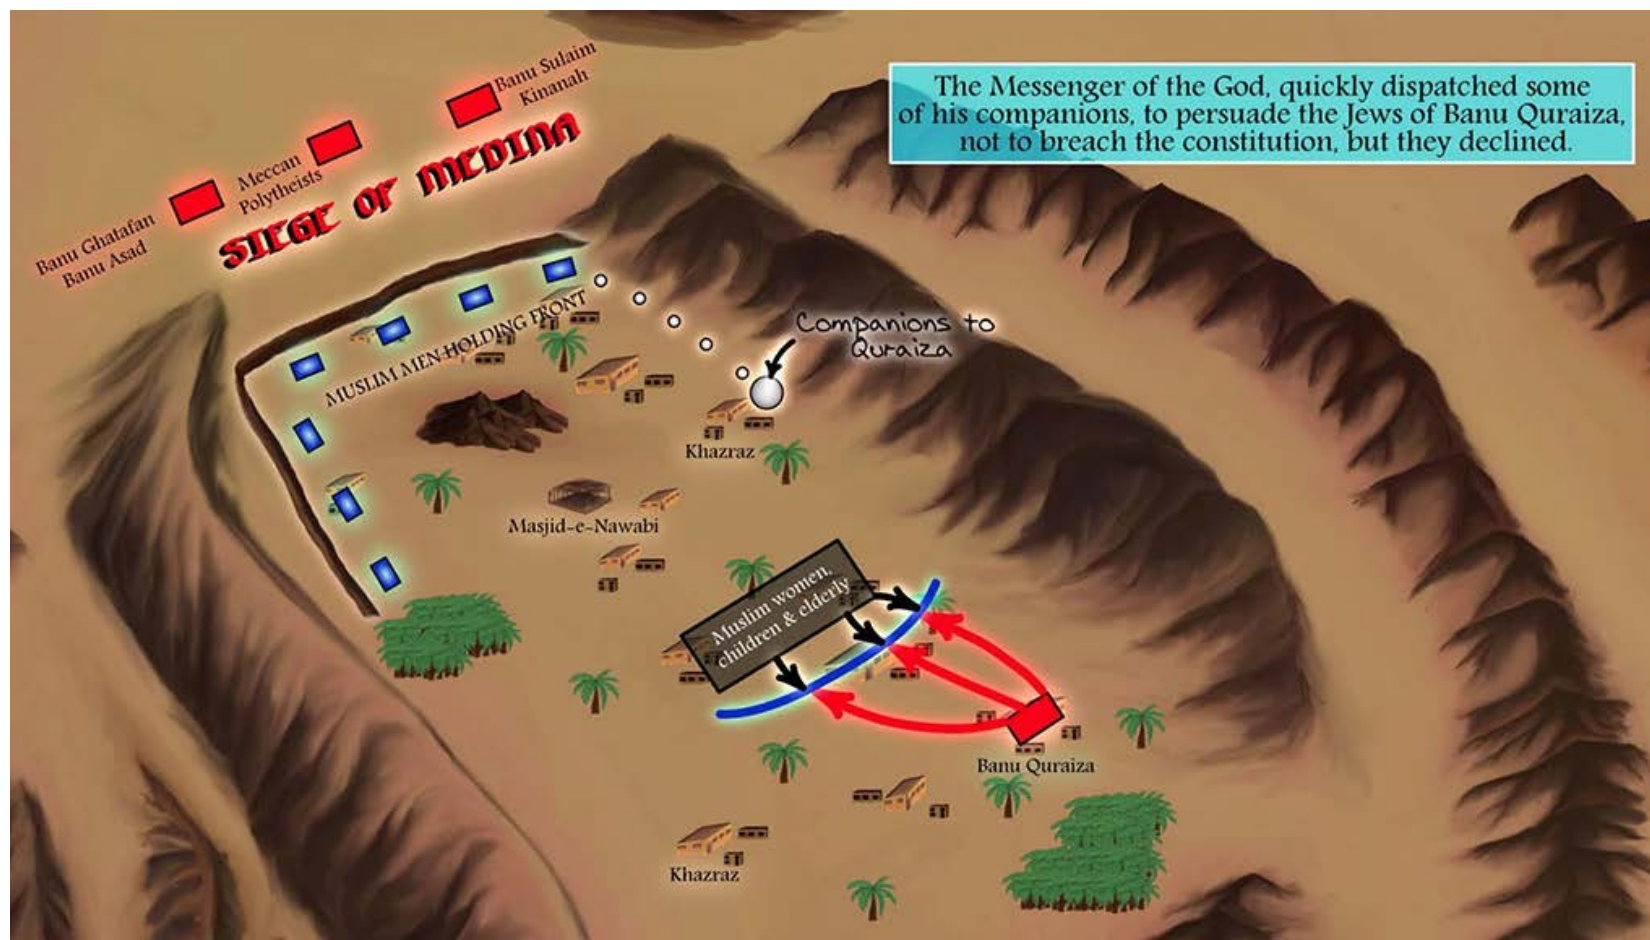 The Messenger of the God, quickly dispatched some
of his companions, to persuade the Jews of Banu Quraiza,
not to breach the constitution, but they declined.
Banu Sulaim
Kinanah
Meccan
Polytheists
Banu Ghatafan
Banu Asad
SIEGE OF MEDINA
MUSLIM MEN HOLDING FRONT
Companions to
Quraiza
Khazraz
Masjid-e-Nawabi
Muslim women,
children & elderly
Banu Quraiza
Khazraz